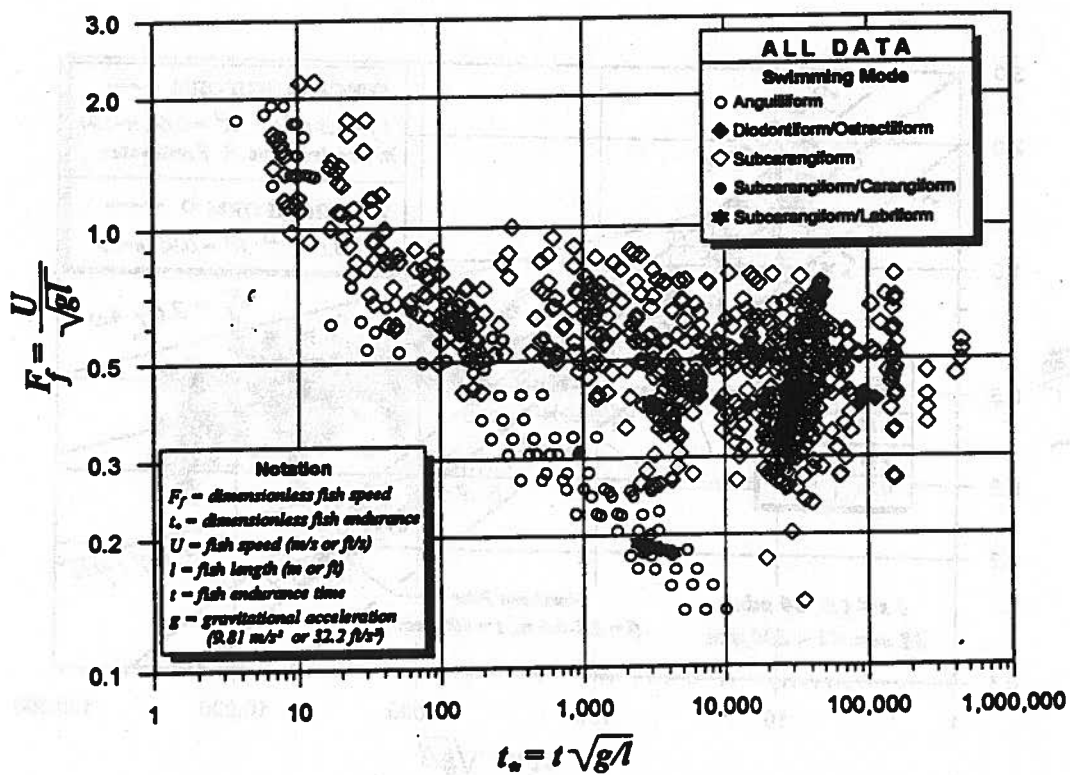 3.0
2.0
1.0
0.5
0.3
0.2
0.1
F_f = U / √gl
ALL DATA
Swimming Mode
Anguilliform
Diodontiform/Ostractiiform
Subcarangiform
Subcarangiform/Carangiform
Subcarangiform/Labriform
Notation
F_f = dimensionless fish speed
t* = dimensionless fish endurance
U = fish speed (m/s or ft/s)
l = fish length (m or ft)
t = fish endurance time
g = gravitational acceleration
(9.81 m/s² or 32.2 ft/s²)
1 10 100 1,000 10,000 100,000 1,000,000
t* = t √g/l